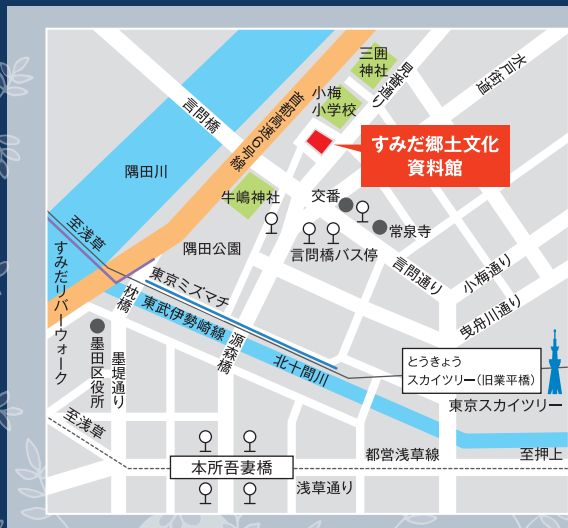 三囲
神社
見番通り
水戸街道
小梅
小学校
言問橋
首都高速6号線
すみだ郷土文化
資料館
隅田川
牛嶋神社
交番
常泉寺
至浅草
隅田公園
言問橋バス停
言問通り
小梅通り
すみだリバーウォーク
枕橋
東京ミズマチ
東武伊勢崎線
源森橋
曳舟川通り
墨田区役所
墨堤通り
北十間川
とうきょう
スカイツリー(旧業平橋)
東京スカイツリー
至浅草
本所吾妻橋
都営浅草線
至押上
浅草通り